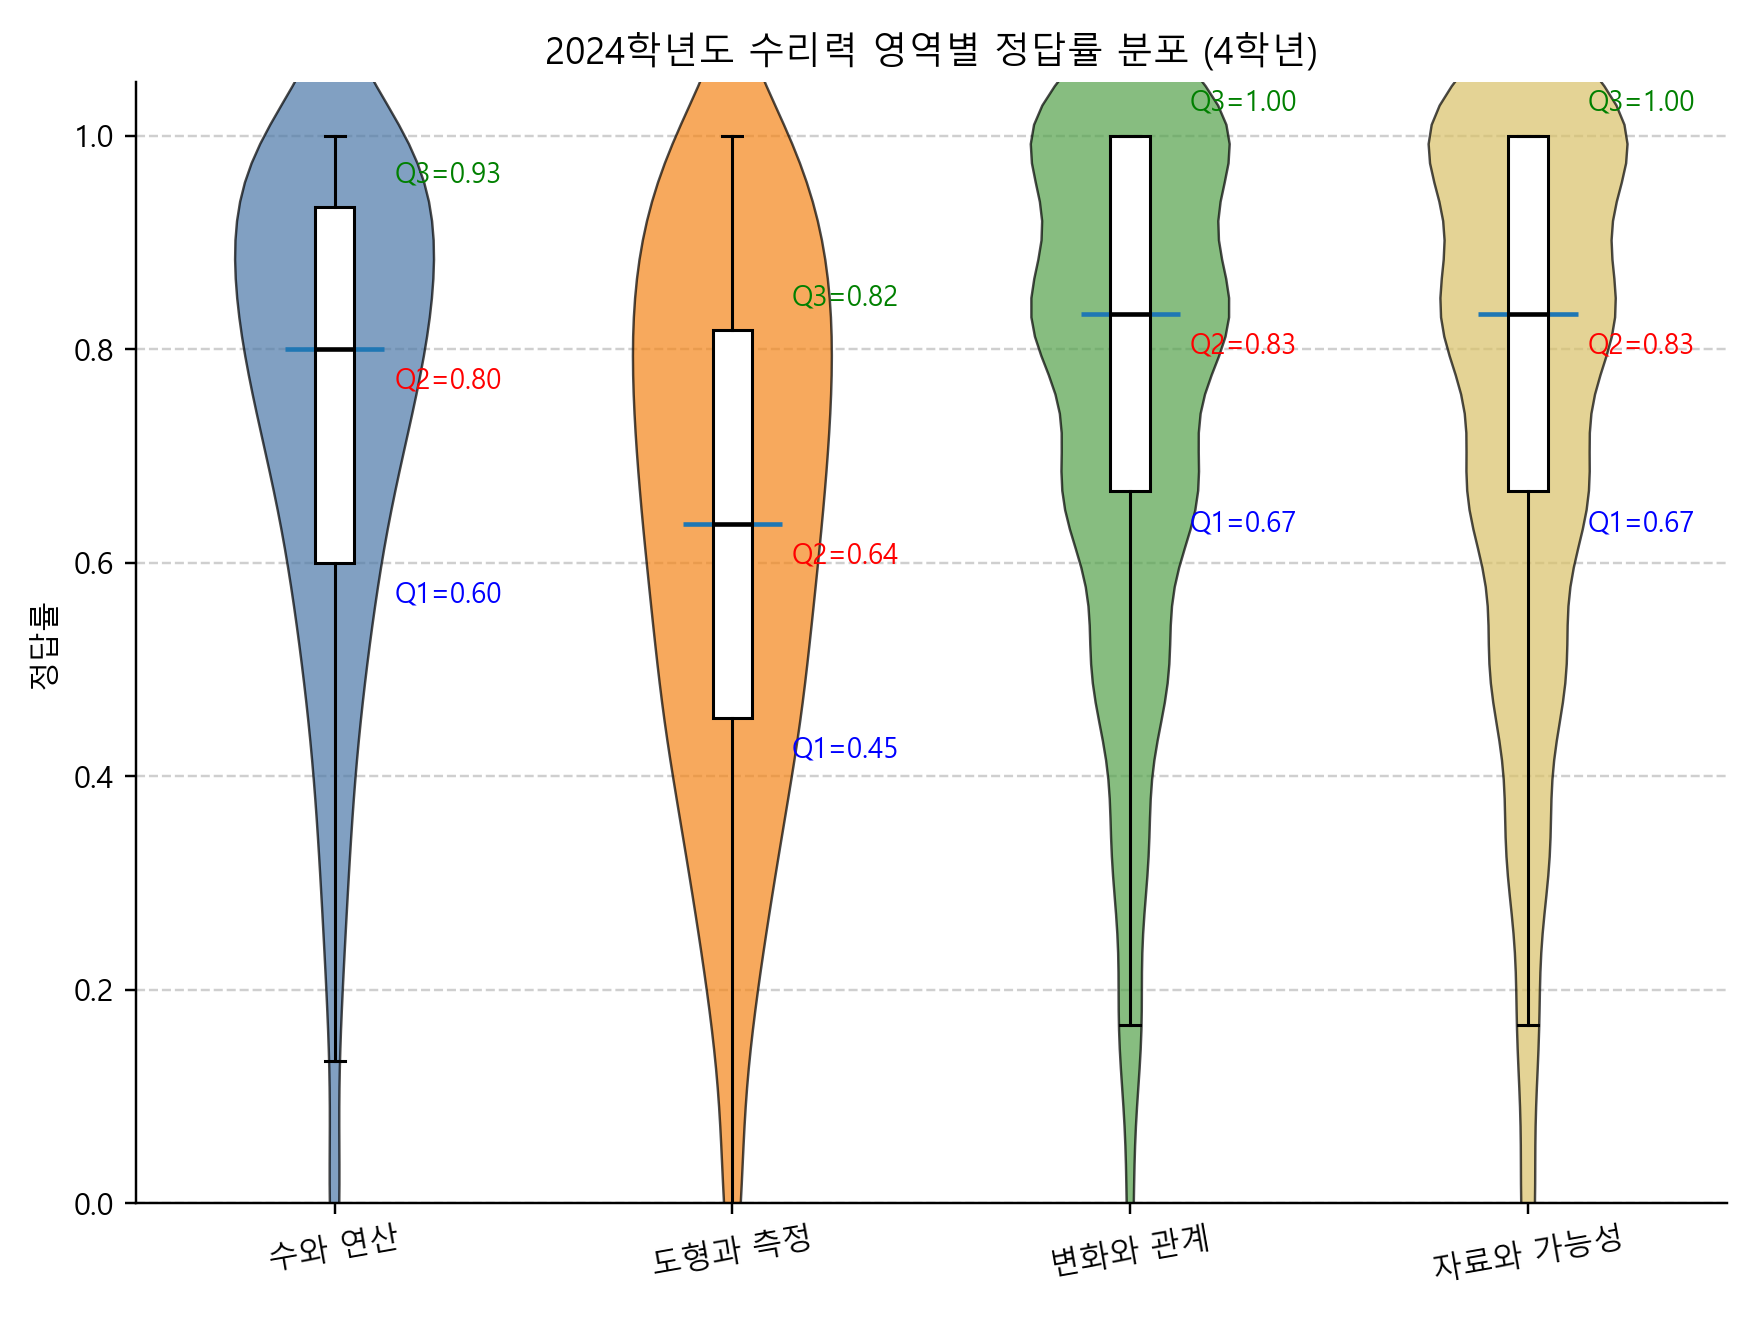 2024학년도 수리력 영역별 정답률 분포 (4학년)
정답률
1.0
0.8
0.6
0.4
0.2
0.0
Q3=0.93
Q2=0.80
Q1=0.60
Q3=0.82
Q2=0.64
Q1=0.45
Q3=1.00
Q2=0.83
Q1=0.67
Q3=1.00
Q2=0.83
Q1=0.67
수와 연산
도형과 측정
변화와 관계
자료와 가능성